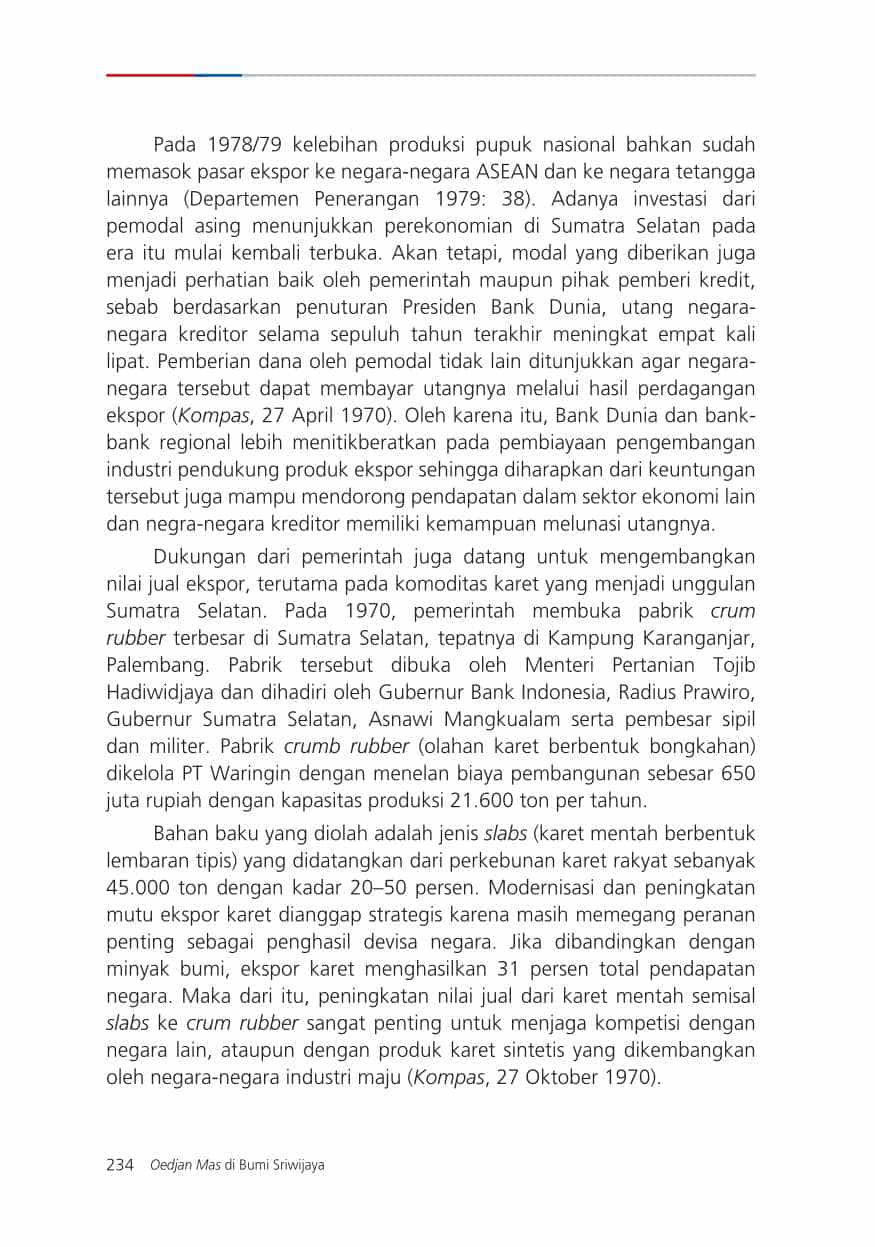 Pada 1978/79 kelebihan produksi pupuk nasional bahkan sudah
memasok pasar ekspor ke negara-negara ASEAN dan ke negara tetangga
lainnya (Departemen Penerangan 1979: 38). Adanya investasi dari
pemodal asing menunjukkan perekonomian di Sumatra Selatan pada
era itu mulai kembali terbuka. Akan tetapi, modal yang diberikan juga
menjadi perhatian baik oleh pemerintah maupun pihak pemberi kredit,
sebab berdasarkan penuturan Presiden Bank Dunia, utang negara-
negara kreditor selama sepuluh tahun terakhir meningkat empat kali
lipat. Pemberian dana oleh pemodal tidak lain ditunjukkan agar negara-
negara tersebut dapat membayar utangnya melalui hasil perdagangan
ekspor (Kompas, 27 April 1970). Oleh karena itu, Bank Dunia dan bank-
bank regional lebih menitikberatkan pada pembiayaan pengembangan
industri pendukung produk ekspor sehingga diharapkan dari keuntungan
tersebut juga mampu mendorong pendapatan dalam sektor ekonomi lain
dan negra-negara kreditor memiliki kemampuan melunasi utangnya.
Dukungan dari pemerintah juga datang untuk mengembangkan
nilai jual ekspor, terutama pada komoditas karet yang menjadi unggulan
Sumatra Selatan. Pada 1970, pemerintah membuka pabrik crum
rubber terbesar di Sumatra Selatan, tepatnya di Kampung Karanganjar,
Palembang. Pabrik tersebut dibuka oleh Menteri Pertanian Tojib
Hadiwidjaya dan dihadiri oleh Gubernur Bank Indonesia, Radius Prawiro,
Gubernur Sumatra Selatan, Asnawi Mangkualam serta pembesar sipil
dan militer. Pabrik crumb rubber (olahan karet berbentuk bongkahan)
dikelola PT Waringin dengan menelan biaya pembangunan sebesar 650
juta rupiah dengan kapasitas produksi 21.600 ton per tahun.
Bahan baku yang diolah adalah jenis slabs (karet mentah berbentuk
lembaran tipis) yang didatangkan dari perkebunan karet rakyat sebanyak
45.000 ton dengan kadar 20–50 persen. Modernisasi dan peningkatan
mutu ekspor karet dianggap strategis karena masih memegang peranan
penting sebagai penghasil devisa negara. Jika dibandingkan dengan
minyak bumi, ekspor karet menghasilkan 31 persen total pendapatan
negara. Maka dari itu, peningkatan nilai jual dari karet mentah semisal
slabs ke crum rubber sangat penting untuk menjaga kompetisi dengan
negara lain, ataupun dengan produk karet sintetis yang dikembangkan
oleh negara-negara industri maju (Kompas, 27 Oktober 1970).
234 Oedjan Mas di Bumi Sriwijaya